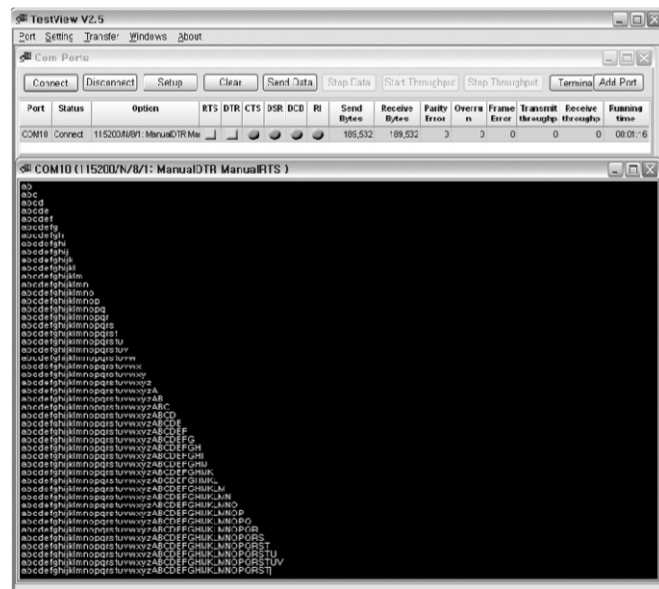 TestView V2.5
Port Setting Transfer Windows About
Com Ports
Connect Disconnect Setup Clear Send Data Stop Data Start Throughput Stop Throughput Terminal Add Port
Port Status Option RTS DTR CTS DSR DCD RI Send Bytes Receive Bytes Parity Error Overrun Frame Error Transmit throughp Receive throughp Running time
COM10 Connect 115200/N/8/1: ManualDTR Mar 189,532 189,532 0 0 0 0 0 00:01:16
COM10 (115200/N/8/1: ManualDTR ManualRTS )
ab
abc
abcd
abcde
abcdef
abcdefg
abcdefgh
abcdefghi
abcdefghij
abcdefghijk
abcdefghijkl
abcdefghijklm
abcdefghijklmn
abcdefghijklmno
abcdefghijklmnop
abcdefghijklmnopq
abcdefghijklmnopqr
abcdefghijklmnopqrs
abcdefghijklmnopqrst
abcdefghijklmnopqrstu
abcdefghijklmnopqrstuv
abcdefghijklmnopqrstuvw
abcdefghijklmnopqrstuvwx
abcdefghijklmnopqrstuvwxy
abcdefghijklmnopqrstuvwxyz
abcdefghijklmnopqrstuvwxyzA
abcdefghijklmnopqrstuvwxyzAB
abcdefghijklmnopqrstuvwxyzABC
abcdefghijklmnopqrstuvwxyzABCD
abcdefghijklmnopqrstuvwxyzABCDE
abcdefghijklmnopqrstuvwxyzABCDEF
abcdefghijklmnopqrstuvwxyzABCDEFG
abcdefghijklmnopqrstuvwxyzABCDEFGH
abcdefghijklmnopqrstuvwxyzABCDEFGHI
abcdefghijklmnopqrstuvwxyzABCDEFGHIJ
abcdefghijklmnopqrstuvwxyzABCDEFGHIJK
abcdefghijklmnopqrstuvwxyzABCDEFGHIJKL
abcdefghijklmnopqrstuvwxyzABCDEFGHIJKLM
abcdefghijklmnopqrstuvwxyzABCDEFGHIJKLMN
abcdefghijklmnopqrstuvwxyzABCDEFGHIJKLMNO
abcdefghijklmnopqrstuvwxyzABCDEFGHIJKLMNOP
abcdefghijklmnopqrstuvwxyzABCDEFGHIJKLMNOPQ
abcdefghijklmnopqrstuvwxyzABCDEFGHIJKLMNOPQR
abcdefghijklmnopqrstuvwxyzABCDEFGHIJKLMNOPQRS
abcdefghijklmnopqrstuvwxyzABCDEFGHIJKLMNOPQRST
abcdefghijklmnopqrstuvwxyzABCDEFGHIJKLMNOPQRSTU
abcdefghijklmnopqrstuvwxyzABCDEFGHIJKLMNOPQRSTUV
abcdefghijklmnopqrstuvwxyzABCDEFGHIJKLMNOPQRST